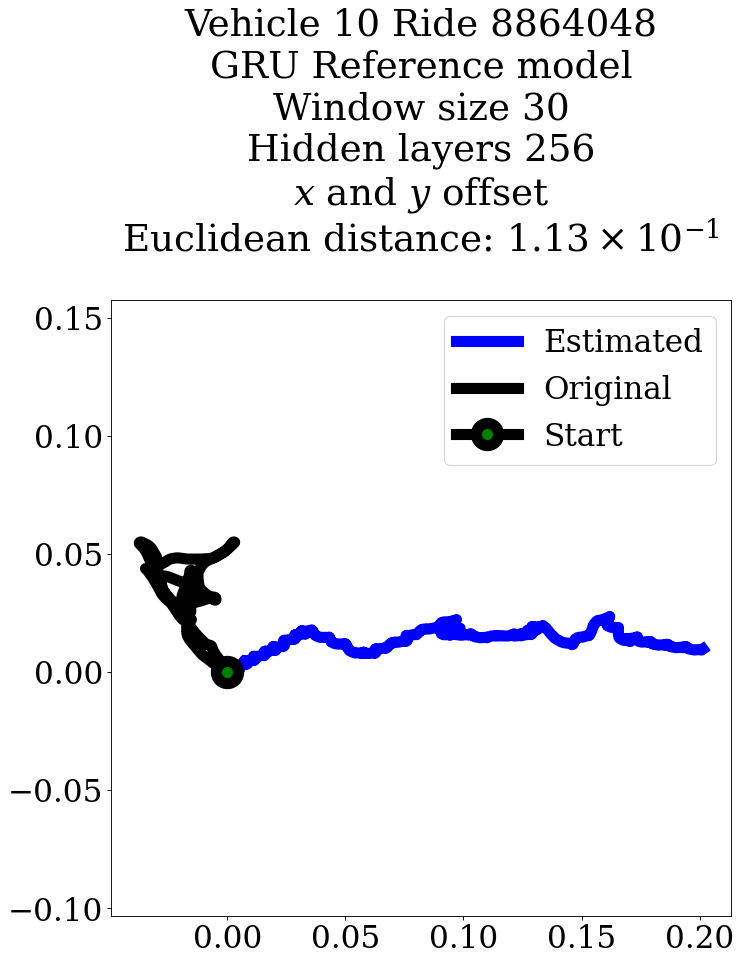 Vehicle 10 Ride 8864048
GRU Reference model
Window size 30
Hidden layers 256
x and y offset
Euclidean distance: 1.13 × 10⁻¹
Estimated
Original
Start
0.15
0.10
0.05
0.00
−0.05
−0.10
0.00 0.05 0.10 0.15 0.20